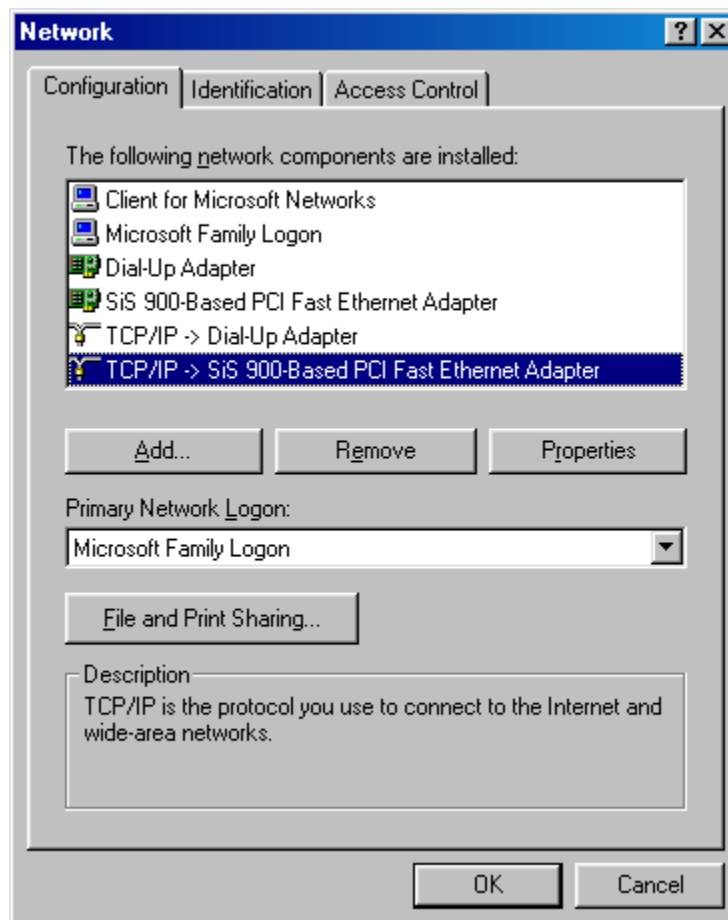 Network
Configuration
Identification
Access Control
The following network components are installed:
Client for Microsoft Networks
Microsoft Family Logon
Dial-Up Adapter
SiS 900-Based PCI Fast Ethernet Adapter
TCP/IP -> Dial-Up Adapter
TCP/IP -> SiS 900-Based PCI Fast Ethernet Adapter
Add...
Remove
Properties
Primary Network Logon:
Microsoft Family Logon
File and Print Sharing...
Description
TCP/IP is the protocol you use to connect to the Internet and
wide-area networks.
OK
Cancel